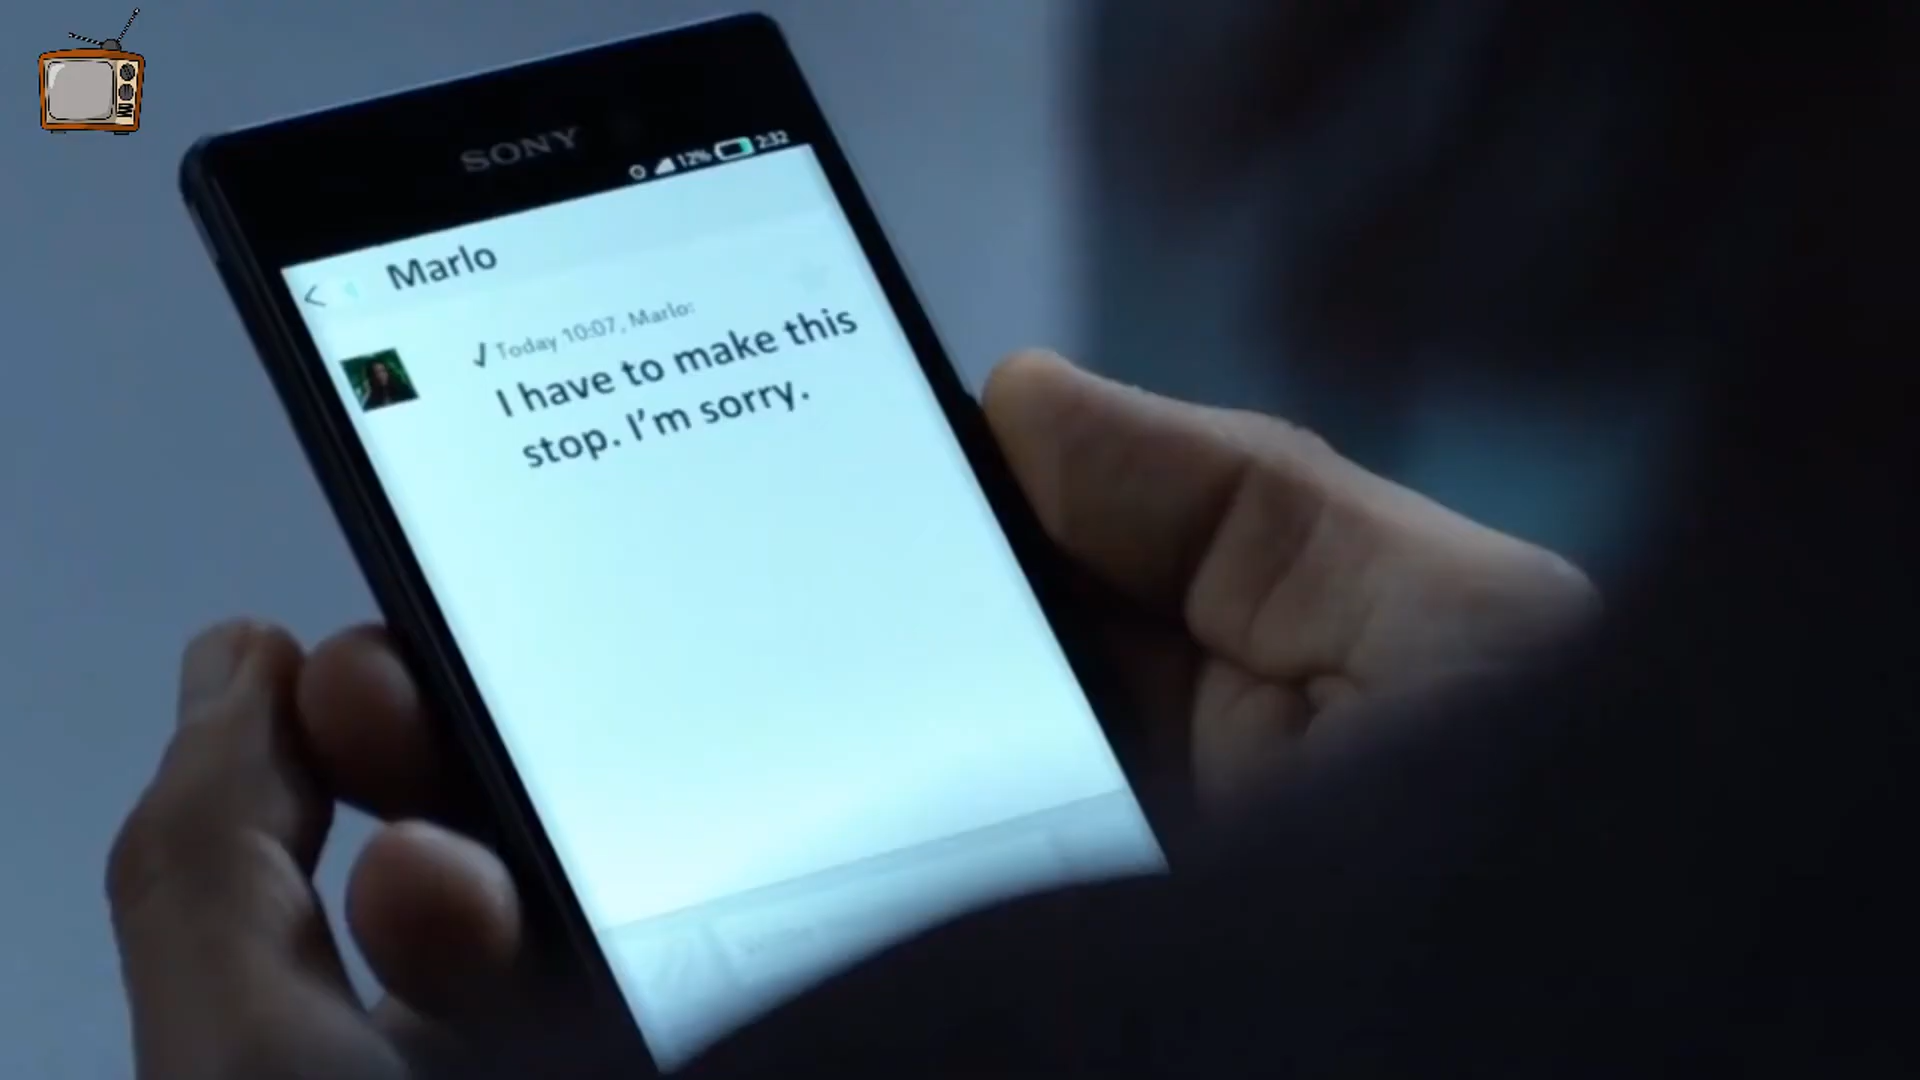 SONY
12% 2:32
< Marlo
✓ Today 10:07, Marlo:
I have to make this
stop. I'm sorry.